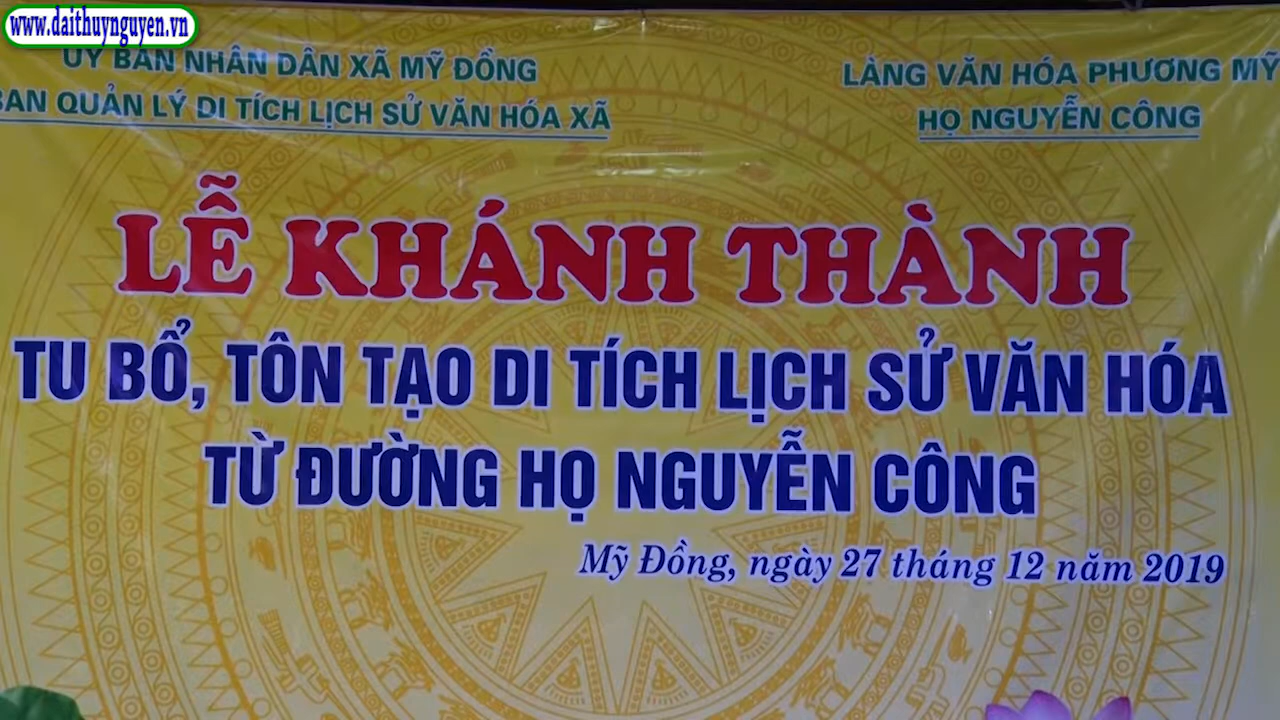 www.daithuynguyen.vn
ỦY BAN NHÂN DÂN XÃ MỸ ĐỒNG
BAN QUẢN LÝ DI TÍCH LỊCH SỬ VĂN HÓA XÃ
LÀNG VĂN HÓA PHƯƠNG MỸ
HỌ NGUYỄN CÔNG
LỄ KHÁNH THÀNH
TU BỔ, TÔN TẠO DI TÍCH LỊCH SỬ VĂN HÓA
TỪ ĐƯỜNG HỌ NGUYỄN CÔNG
Mỹ Đồng, ngày 27 tháng 12 năm 2019